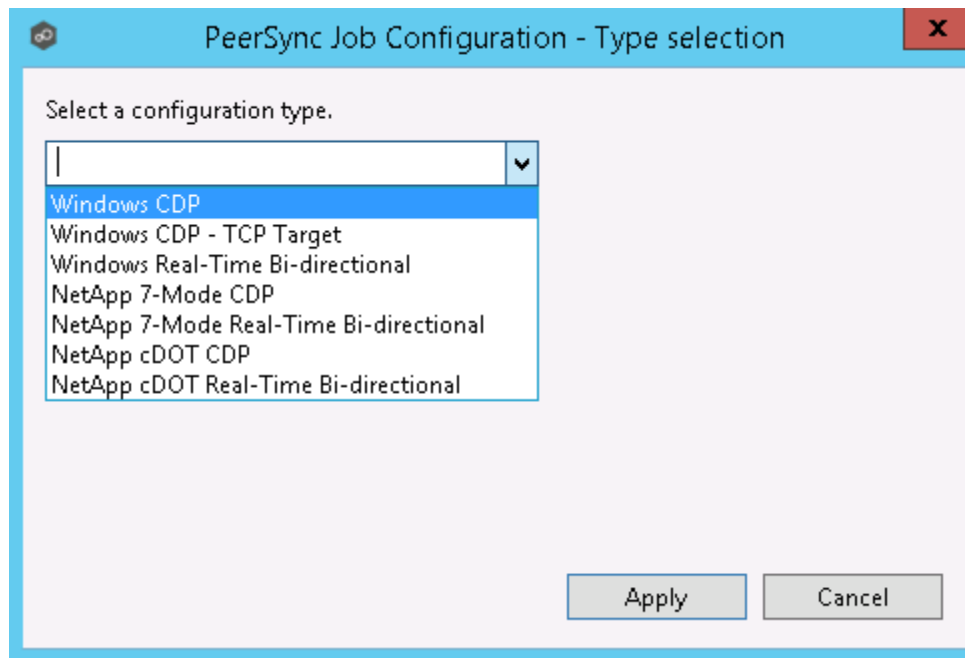 PeerSync Job Configuration - Type selection
x
Select a configuration type.
Windows CDP
Windows CDP - TCP Target
Windows Real-Time Bi-directional
NetApp 7-Mode CDP
NetApp 7-Mode Real-Time Bi-directional
NetApp cDOT CDP
NetApp cDOT Real-Time Bi-directional
Apply Cancel